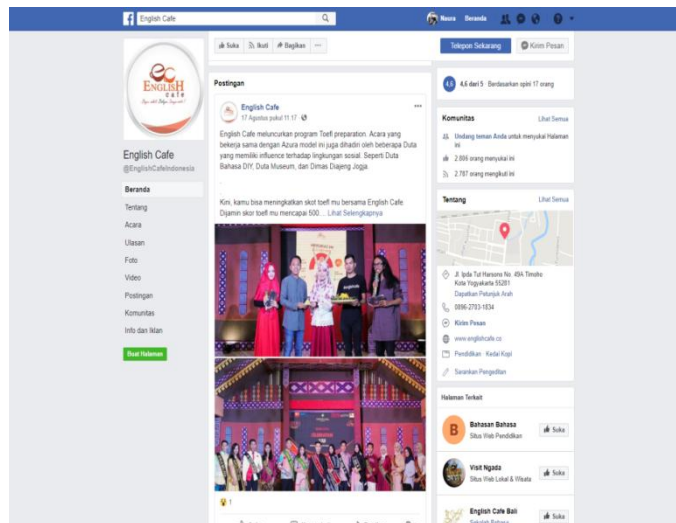 English Cafe
Neura Beranda
Suka Ikuti Bagikan
Telepon Sekarang
Kirim Pesan
ENGLISH
cafe
English Cafe
@EnglishCafeIndonesia
Beranda
Tentang
Acara
Ulasan
Foto
Video
Postingan
Komunitas
Info dan Iklan
Buat Halaman
Postingan
English Cafe
17 Agustus pukul 11.17
English Cafe meluncurkan program Toefl preparation. Acara yang
bekerja sama dengan Azura model ini juga dihadiri oleh beberapa Duta
yang memiliki influence terhadap lingkungan sosial. Seperti Duta
Bahasa DIY, Duta Museum, dan Dimas Diajeng Jogja.
.
Kini, kamu bisa meningkatkan skor toefl mu bersama English Cafe.
Dijamin skor toefl mu mencapai 500.... Lihat Selengkapnya
1
4,6 4,6 dari 5 · Berdasarkan opini 17 orang
Komunitas Lihat Semua
Undang teman Anda untuk menyukai Halaman
ini
2.806 orang menyukai ini
2.787 orang mengikuti ini
Tentang Lihat Semua
Jl. Ipda Tut Harsono No. 49A Timoho
Kota Yogyakarta 55281
Dapatkan Petunjuk Arah
0896-2703-1834
Kirim Pesan
www.englishcafe.co
Pendidikan · Kedai Kopi
Sarankan Pengeditan
Halaman Terkait
B
Bahasan Bahasa Suka
Situs Web Pendidikan
Visit Ngada Suka
Situs Web Lokal & Wisata
English Cafe Bali Suka
Sekolah Bahasa